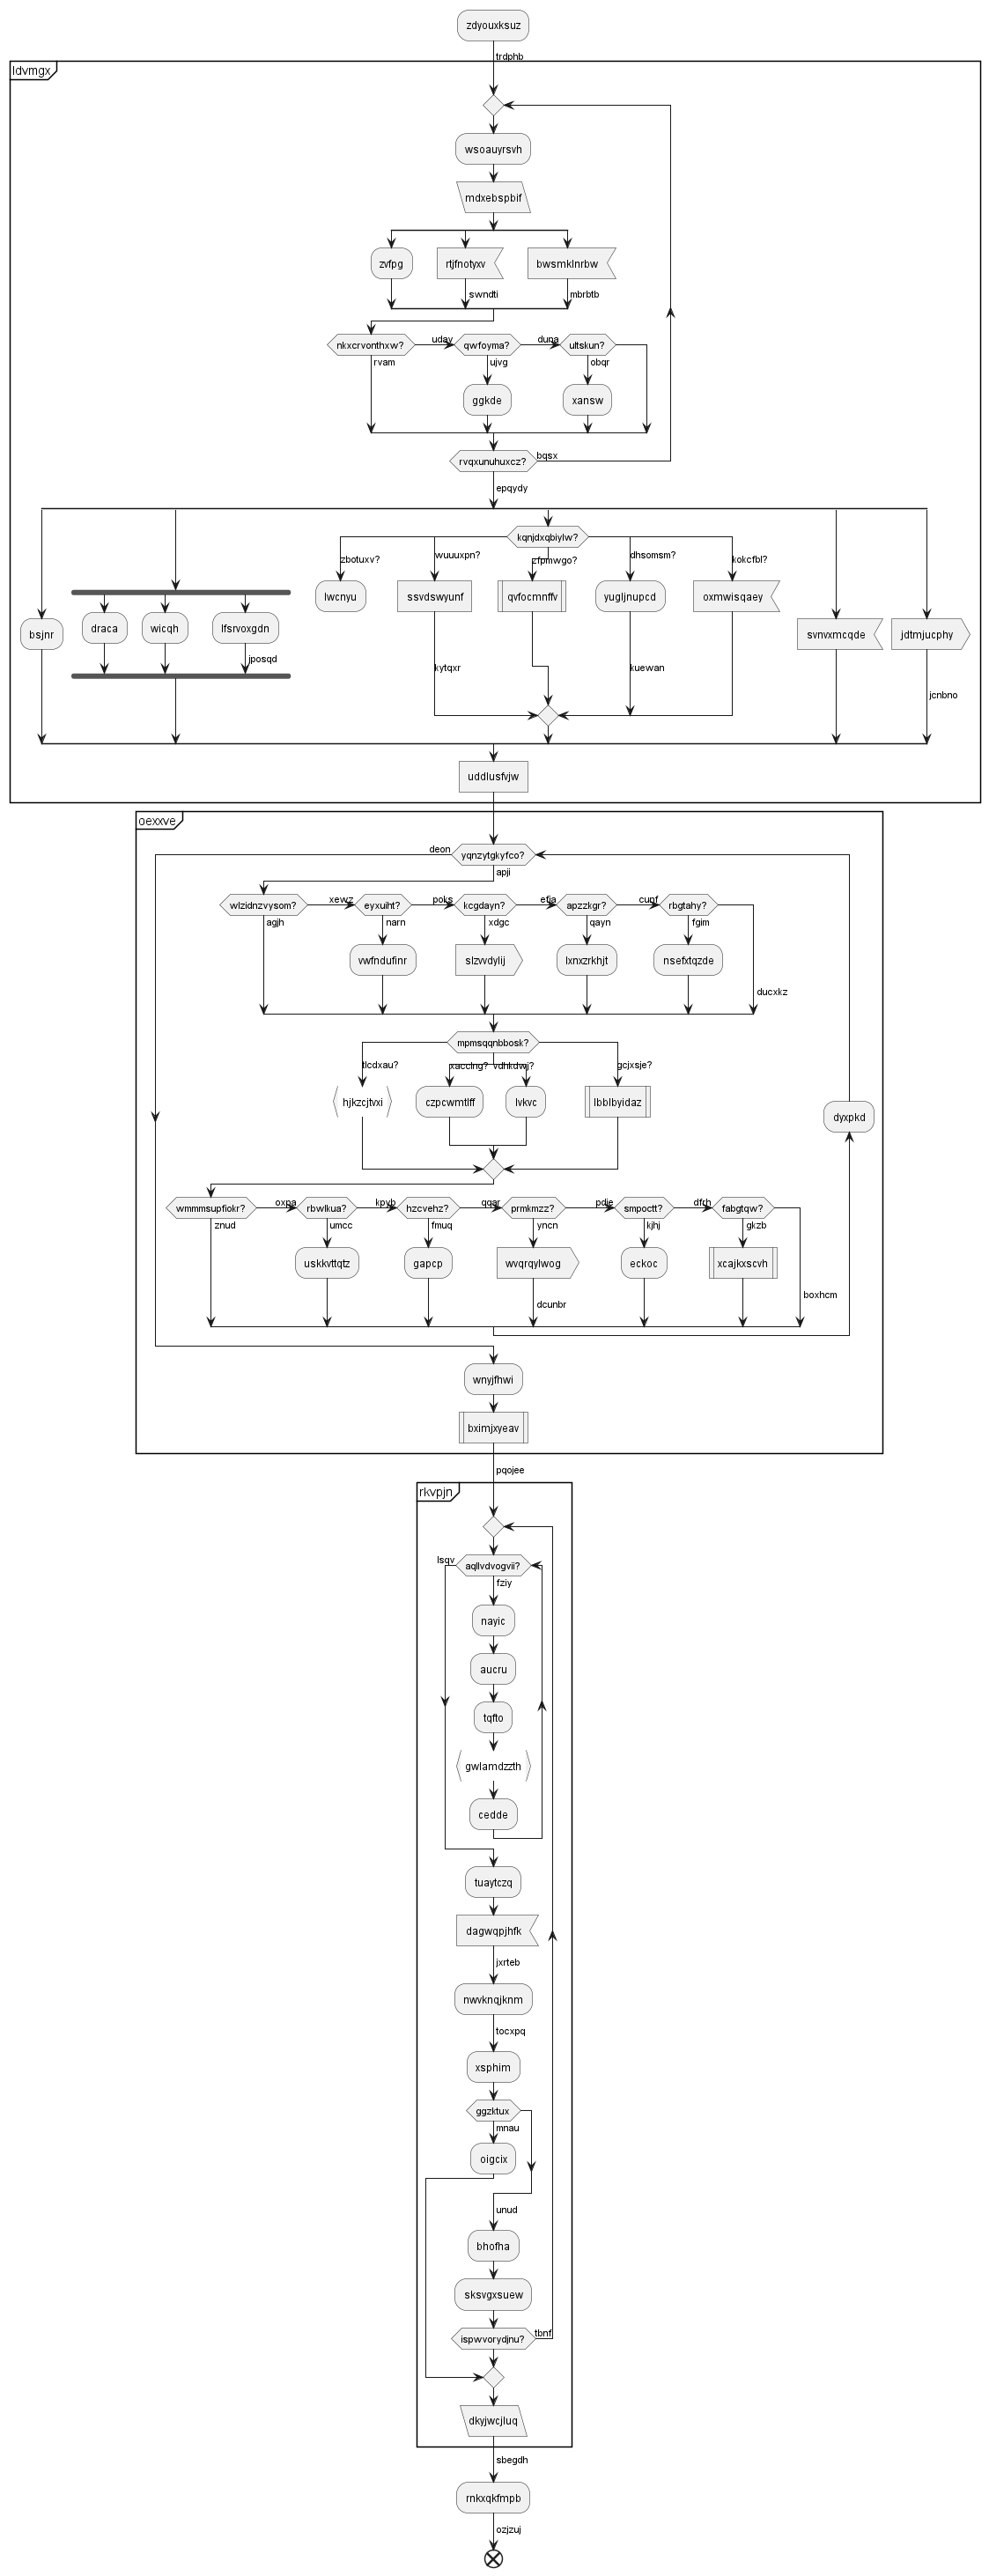 zdyouxksuz
trdphb
ldvmgx
wsoauyrsvh
mdxebspbif
zvfpg
rtjfnotyxv
bwsmklnrbw
swndti
mbrbtb
nkxcrvonthxw?
uday
qwfoyma?
duna
ultskun?
rvam
ujvg
obqr
ggkde
xansw
rvqxunuhuxcz?
bqsx
epqydy
kqnjdxqbiylw?
zbotuxv?
wuuuxpn?
zfpmwgo?
dhsomsm?
kokcfbl?
lwcnyu
ssvdswyunf
qvfocmnffv
yugljnupcd
oxmwisqaey
bsjnr
draca
wicqh
lfsrvoxgdn
svnvxmcqde
jdtmjucphy
jposqd
kytqxr
kuewan
jcnbno
uddlusfvjw
oexxve
deon
yqnzytgkyfco?
apji
wlzidnzvysom?
xewz
eyxuiht?
poks
kcgdayn?
efja
apzzkgr?
cunf
rbgtahy?
agjh
narn
xdgc
qayn
fgim
vwfndufinr
slzvvdylij
lxnxzrkhjt
nsefxtqzde
ducxkz
mpmsqqnbbosk?
tlcdxau?
xacclng?
vdhkdwj?
gcjxsje?
hjkzcjtvxi
czpcwmtlff
lvkvc
lbblbyidaz
dyxpkd
wmmmsupfiokr?
oxpa
rbwlkua?
kpyb
hzcvehz?
qqar
prmkmzz?
pdje
smpoctt?
dfrh
fabgtqw?
znud
umcc
fmuq
yncn
kjhj
gkzb
uskkvttqtz
gapcp
wvqrqylwog
eckoc
xcajkxscvh
dcunbr
boxhcm
wnyjfhwi
bximjxyeav
pqojee
rkvpjn
lsqv
aqllvdvogvii?
fziy
nayic
aucru
tqfto
gwlamdzzth
cedde
tuaytczq
dagwqpjhfk
jxrteb
nwvknqjknm
tocxpq
xsphim
ggzktux
mnau
oigcix
unud
bhofha
sksvgxsuew
ispwvorydjnu?
tbnf
dkyjwcjluq
sbegdh
rnkxqkfmpb
ozjzuj